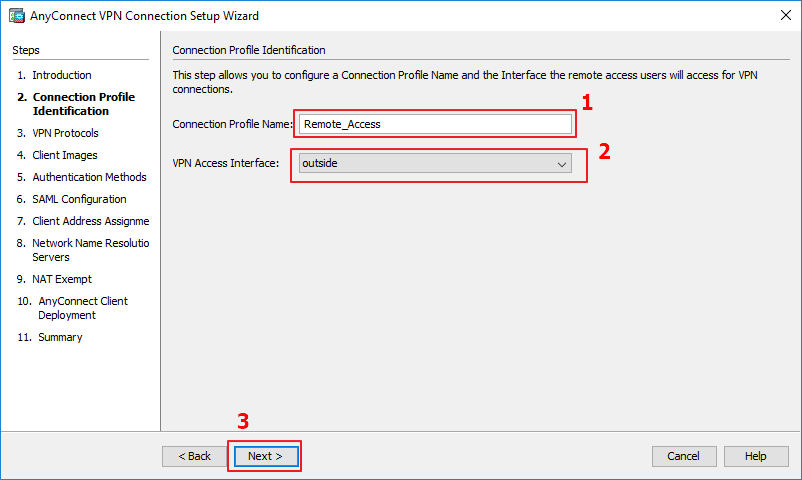 AnyConnect VPN Connection Setup Wizard
Steps
1. Introduction
2. Connection Profile
Identification
3. VPN Protocols
4. Client Images
5. Authentication Methods
6. SAML Configuration
7. Client Address Assignme
8. Network Name Resolutio
Servers
9. NAT Exempt
10. AnyConnect Client
Deployment
11. Summary
Connection Profile Identification
This step allows you to configure a Connection Profile Name and the Interface the remote access users will access for VPN
connections.
1
Connection Profile Name: Remote_Access
2
VPN Access Interface: outside
3
< Back Next > Cancel Help